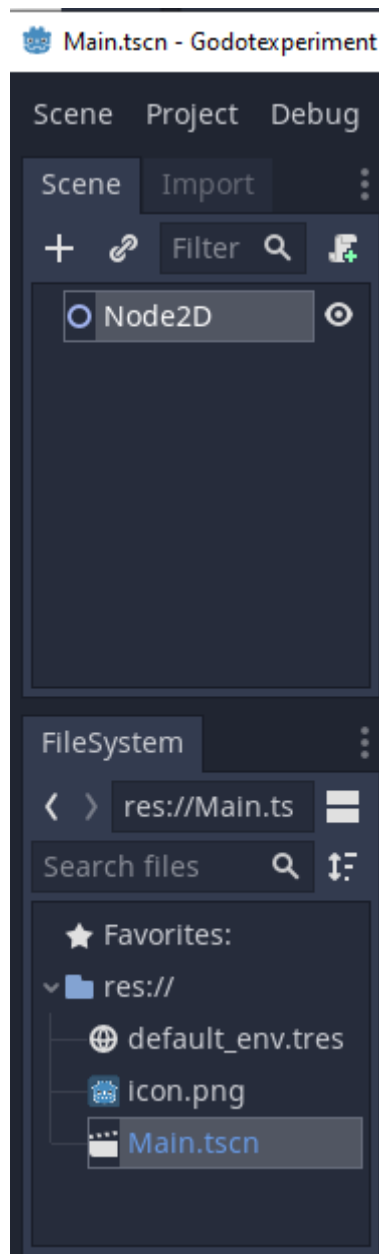 Main.tscn - Godotexperiment
Scene Project Debug
Scene Import
Filter
Node2D
FileSystem
res://Main.ts
Search files
Favorites:
res://
default_env.tres
icon.png
Main.tscn